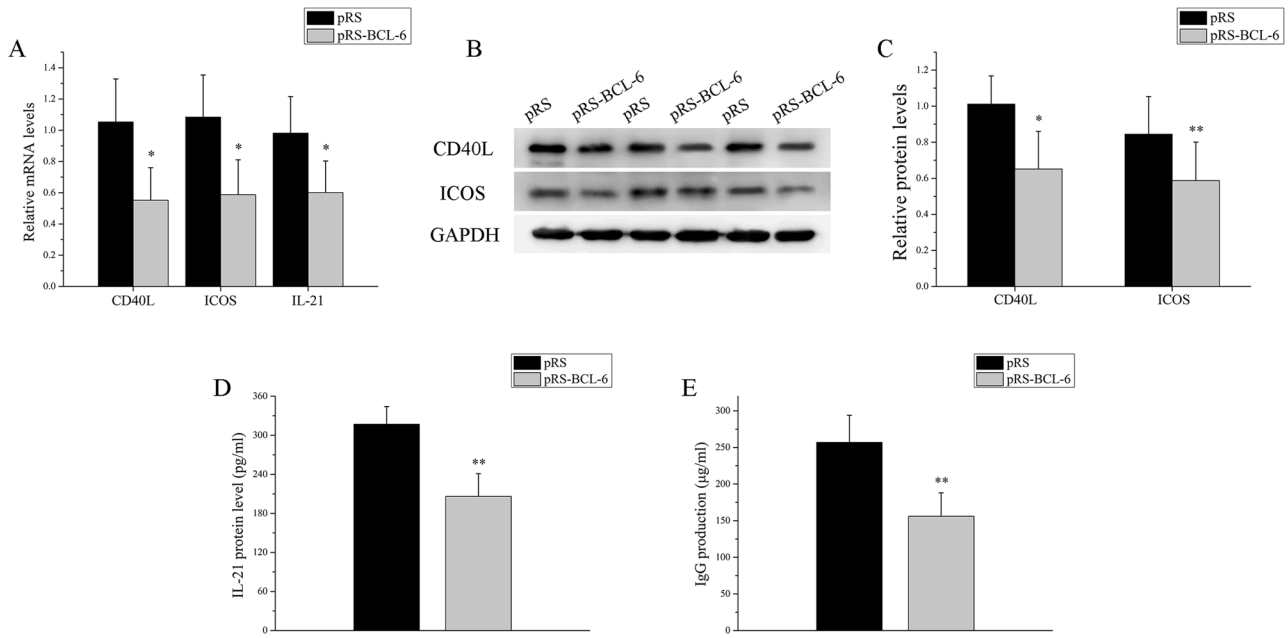 A
pRS
pRS-BCL-6
Relative mRNA levels
1.4
1.2
1.0
0.8
0.6
0.4
0.2
0.0
*
*
*
CD40L ICOS IL-21
B
pRS pRS-BCL-6 pRS pRS-BCL-6 pRS pRS-BCL-6
CD40L
ICOS
GAPDH
C
pRS
pRS-BCL-6
Relative protein levels
1.2
1.0
0.8
0.6
0.4
0.2
0.0
*
**
CD40L ICOS
D
pRS
pRS-BCL-6
IL-21 protein level (pg/ml)
360
300
240
180
120
60
0
**
E
pRS
pRS-BCL-6
IgG production (μg/ml)
300
250
200
150
100
50
0
**